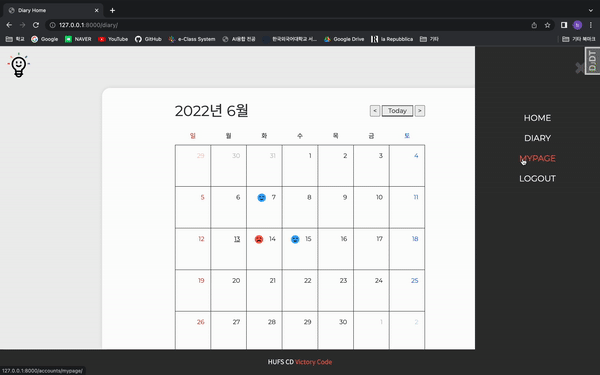 Diary Home
127.0.0.1:8000/diary/
학교 Google NAVER YouTube GitHub e-Class System AI융합 전공 한국외국어대학교 서... Google Drive la Repubblica 기타 기타 북마크
DJDT
HOME
DIARY
MYPAGE
LOGOUT
2022년 6월 < Today >
일 월 화 수 목 금 토
29 30 31 1 2 3 4
5 6 7 8 9 10 11
12 13 14 15 16 17 18
19 20 21 22 23 24 25
26 27 28 29 30 1 2
HUFS CD Victory Code
127.0.0.1:8000/accounts/mypage/